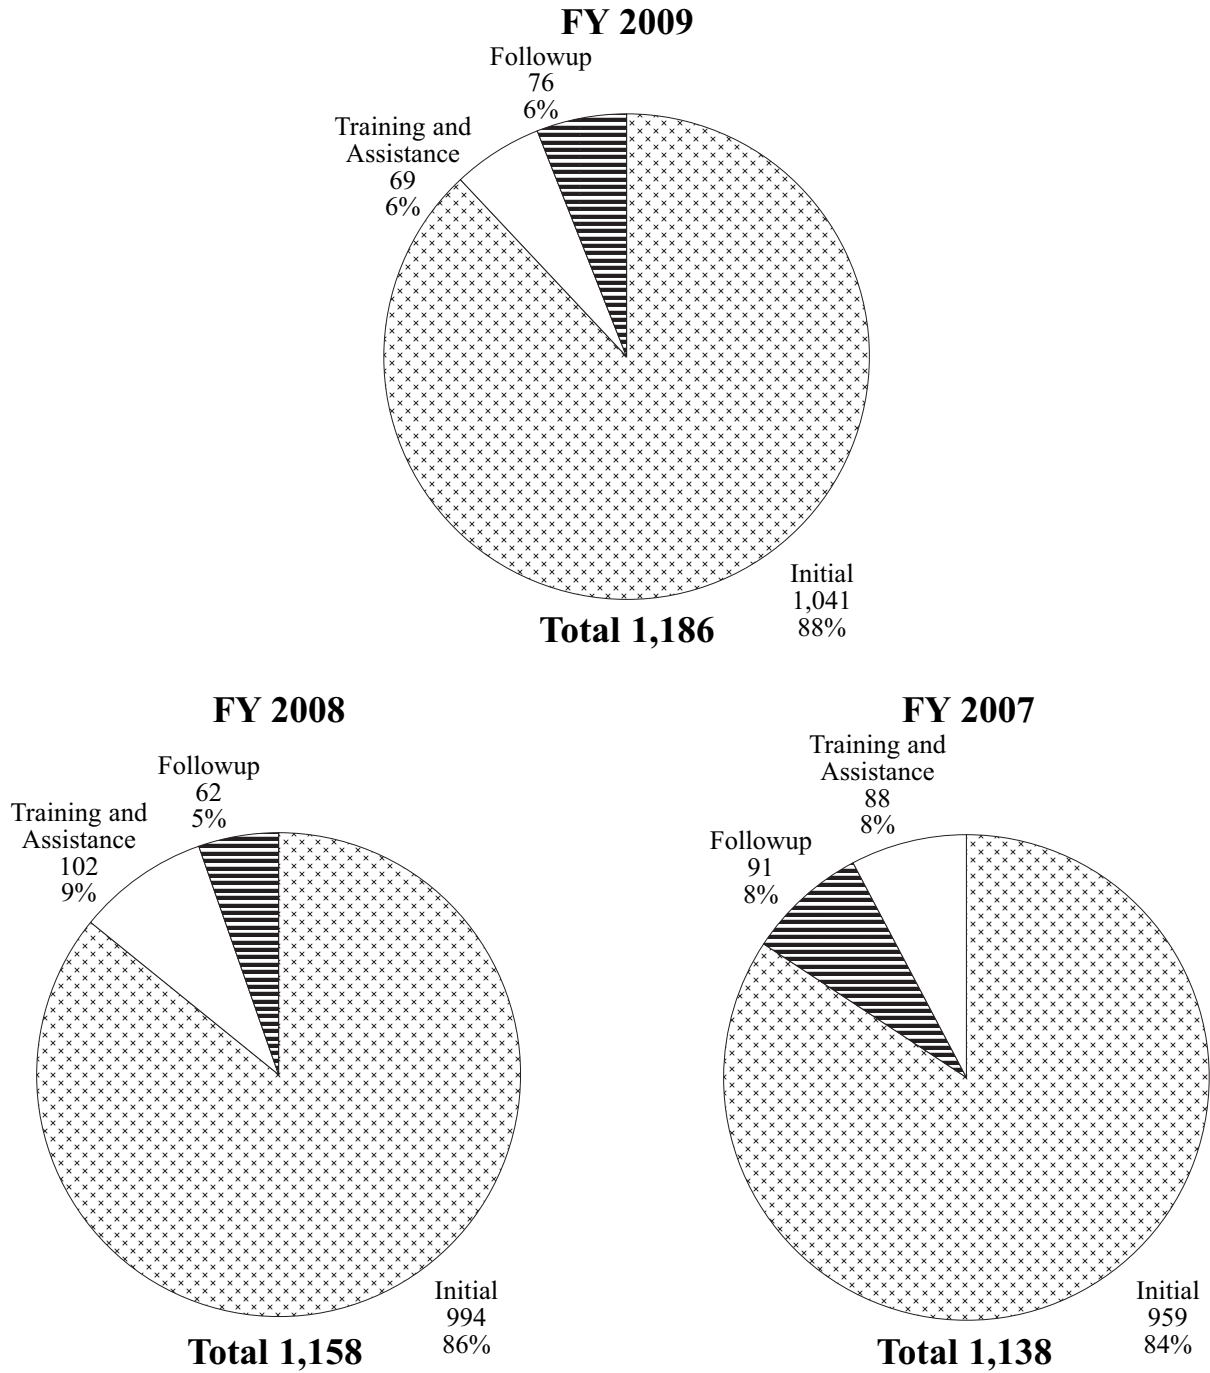 FY 2009
Followup
76
6%
Training and
Assistance
69
6%
Initial
1,041
88%
Total 1,186
FY 2008
Followup
62
5%
Training and
Assistance
102
9%
Initial
994
86%
Total 1,158
FY 2007
Training and
Assistance
88
8%
Followup
91
8%
Initial
959
84%
Total 1,138